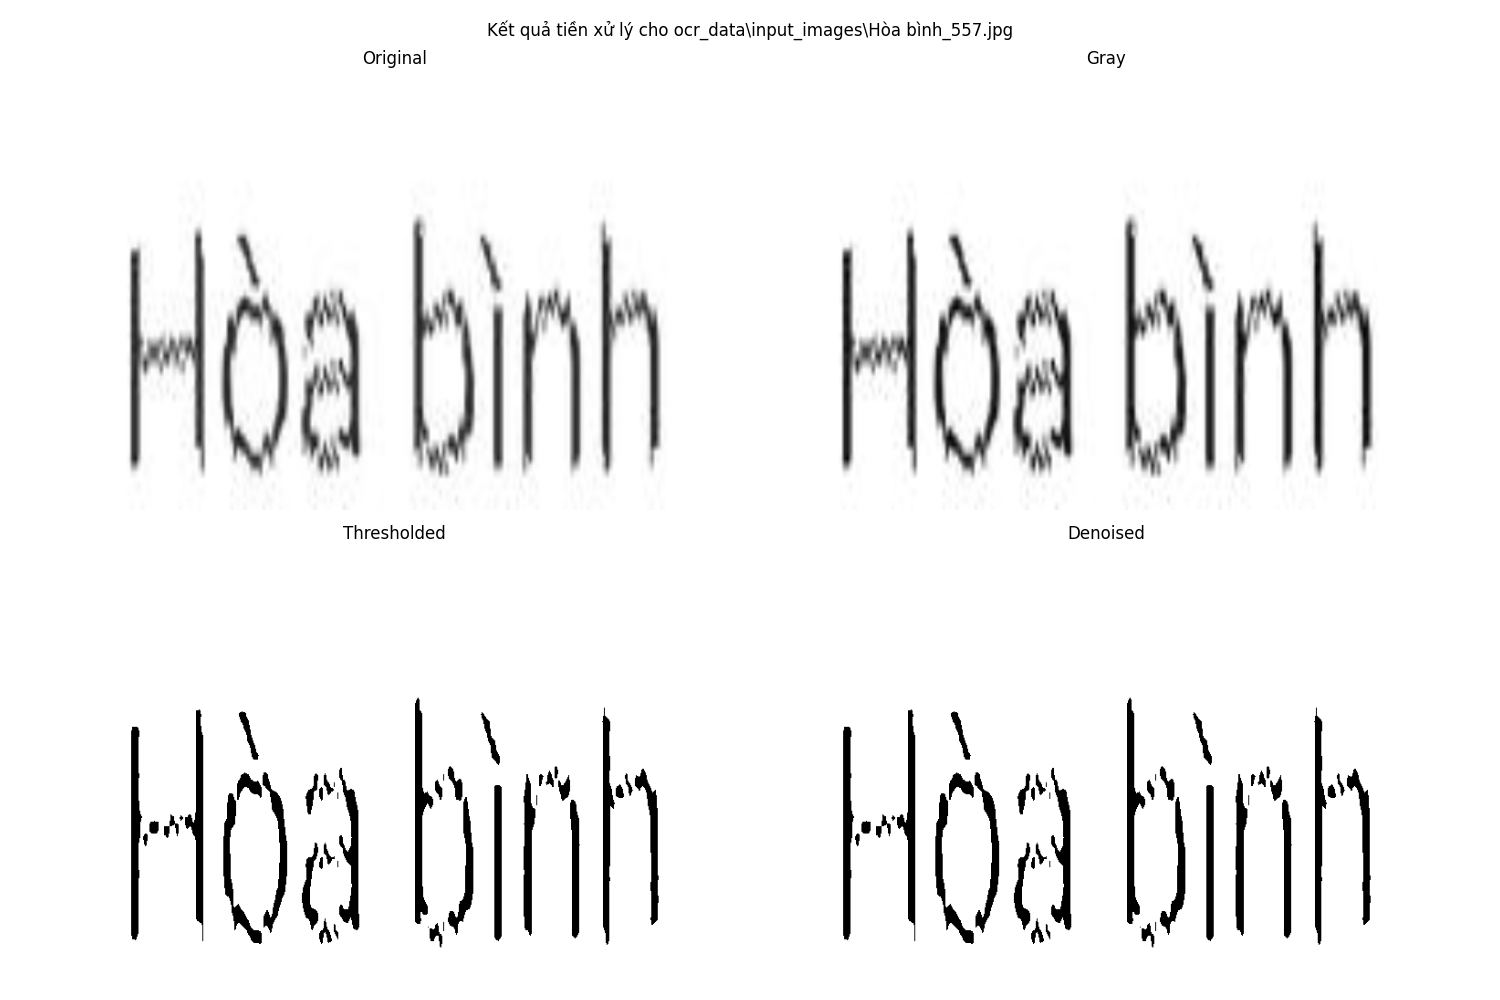 Kết quả tiền xử lý cho ocr_data\input_images\Hòa bình_557.jpg
Original
Gray
Hòa bình
Hòa bình
Thresholded
Denoised
Hòa bình
Hòa bình